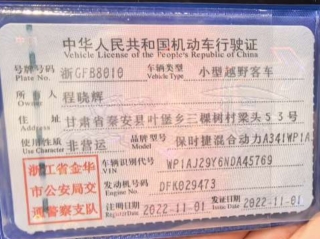 中华人民共和国机动车行驶证
Vehicle License of the People's Republic of China
号牌号码 浙GFB8010 车辆类型 小型越野客车
Plate No. Vehicle Type
所有人 程晓辉
Owner
住址 甘肃省秦安县叶堡乡三棵树村梁头53号
Address
使用性质 非营运 品牌型号 保时捷混合动力A341WP1A
Use Character Model
浙江省金华
市公安局交
通警察支队
车辆识别代号 WP1AJ29Y6NDA45769
VIN
发动机号码 DFK029473
Engine No.
注册日期 2022-11-01 发证日期 2022-11-01
Register Date Issue Date